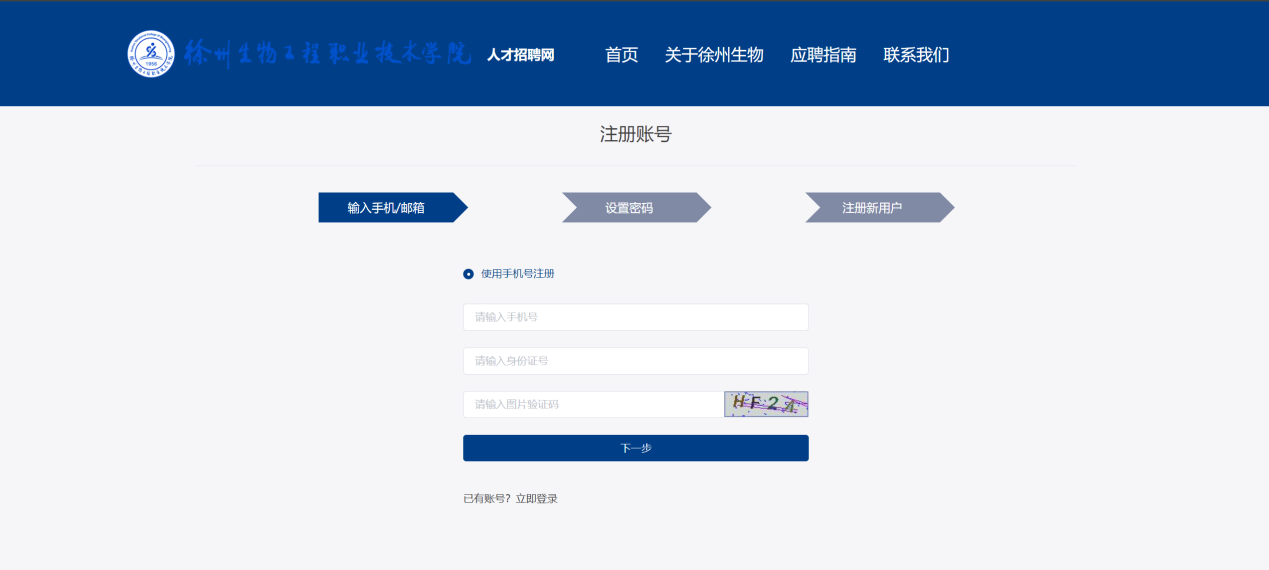 徐州生物工程职业技术学院 人才招聘网 首页 关于徐州生物 应聘指南 联系我们
1958
注册账号
输入手机/邮箱 设置密码 注册新用户
使用手机号注册
请输入手机号
请输入身份证号
请输入图片验证码
下一步
已有账号？立即登录